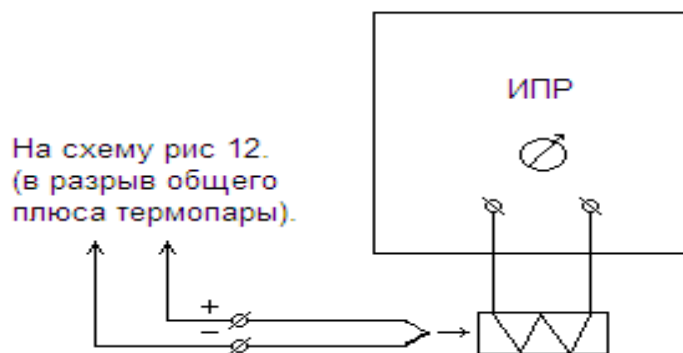 ИПР
На схему рис 12.
(в разрыв общего
плюса термопары).
+
−